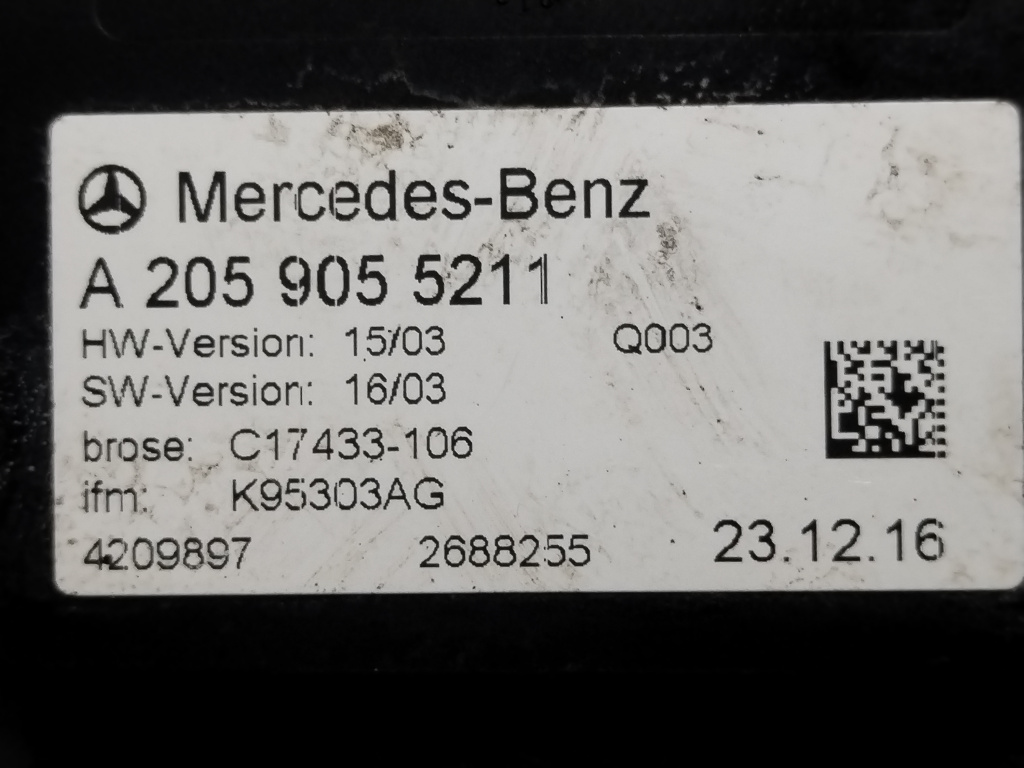 Mercedes-Benz
A 205 905 5211
HW-Version: 15/03 Q003
SW-Version: 16/03
brose: C17433-106
ifm: K95303AG
4209897 2688255 23.12.16